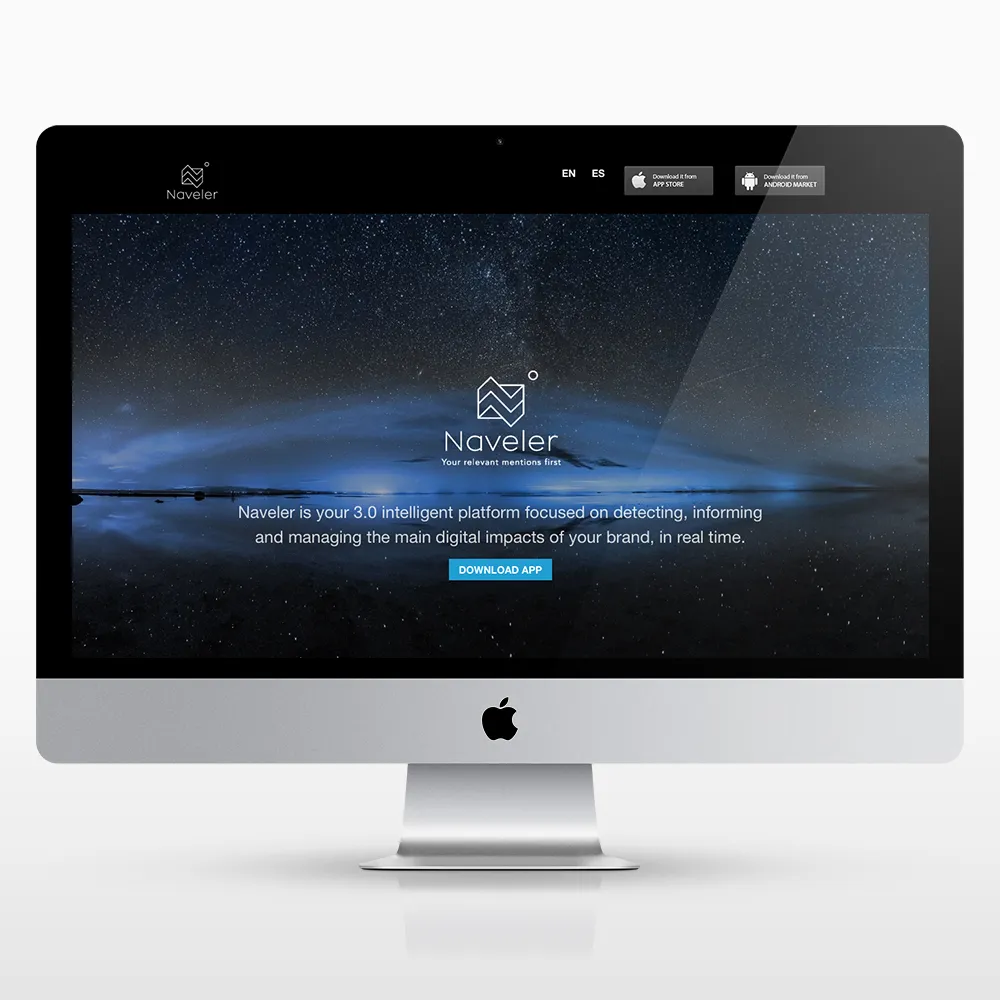 Naveler
EN
ES
Download it from
APP STORE
Download it from
ANDROID MARKET
Naveler
Your relevant mentions first
Naveler is your 3.0 intelligent platform focused on detecting, informing
and managing the main digital impacts of your brand, in real time.
DOWNLOAD APP